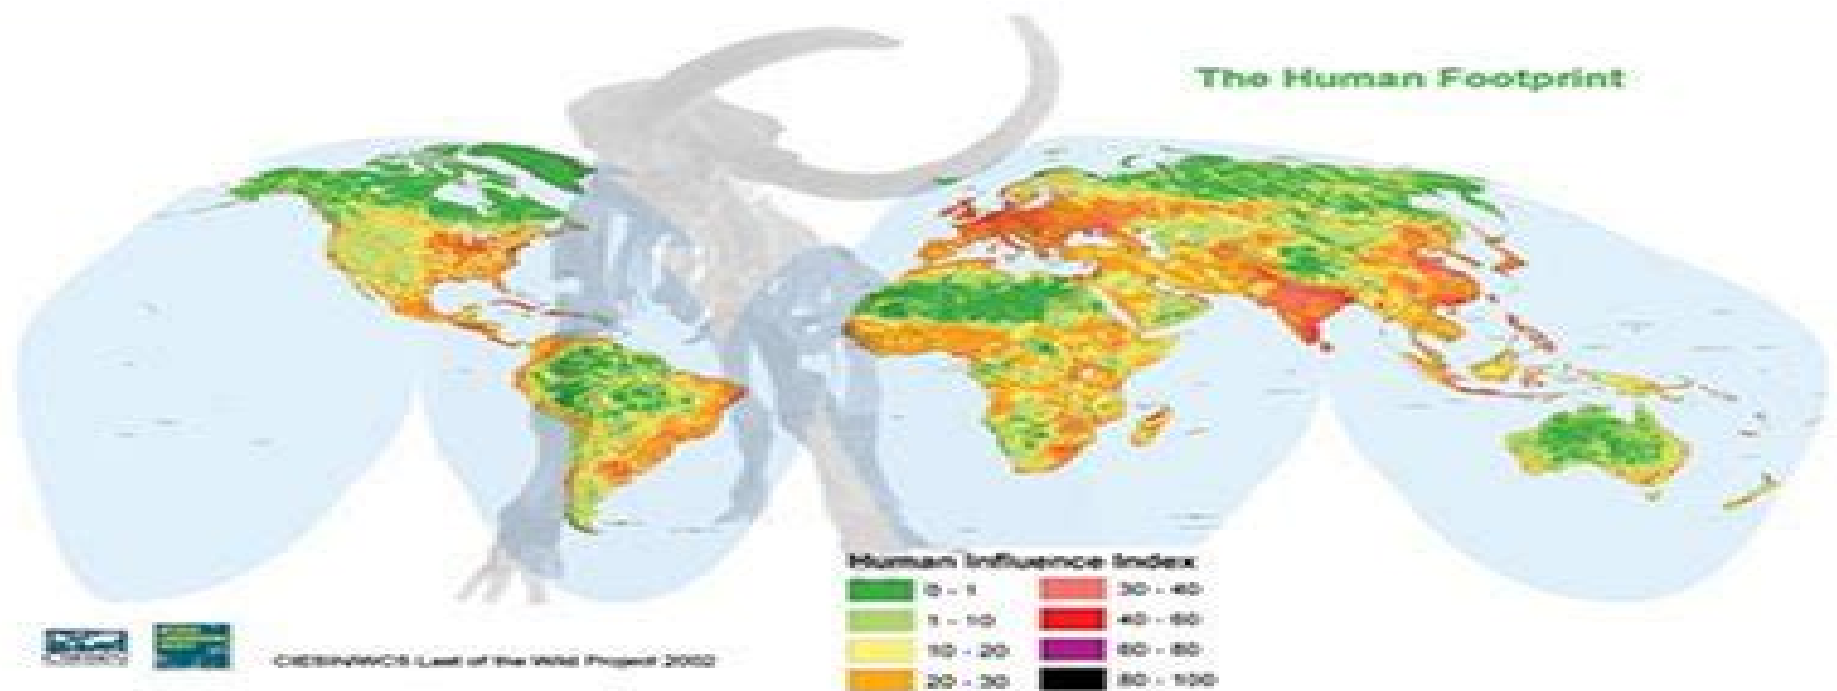 The Human Footprint
Human Influence Index
0 - 1
1 - 10
10 - 20
20 - 30
30 - 40
40 - 60
60 - 80
80 - 100
CIESIN/WCS Last of the Wild Project 2002